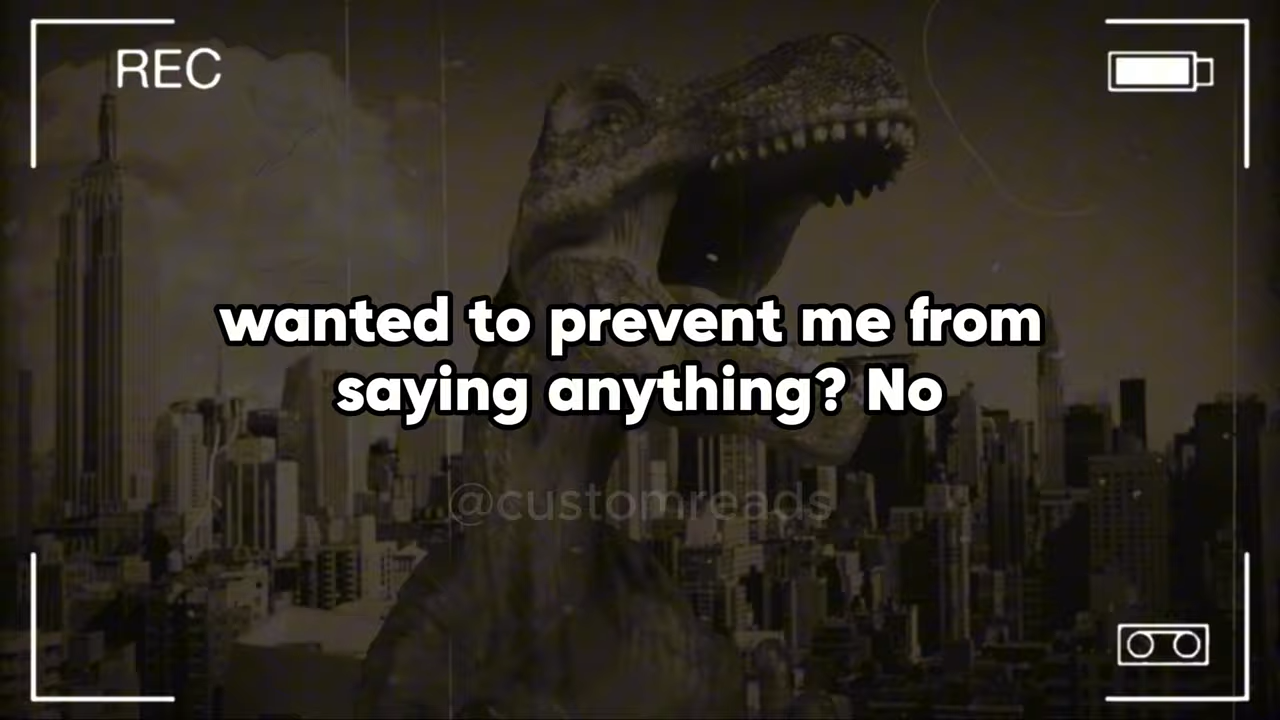 REC
wanted to prevent me from
saying anything? No
@customreads